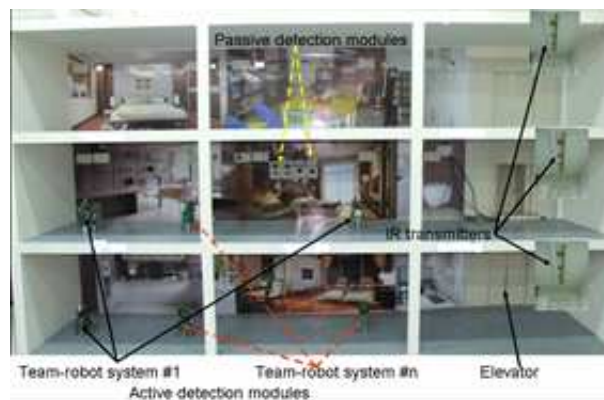 Passive detection modules
IR transmitters
Team-robot system #1
Team-robot system #n
Elevator
Active detection modules